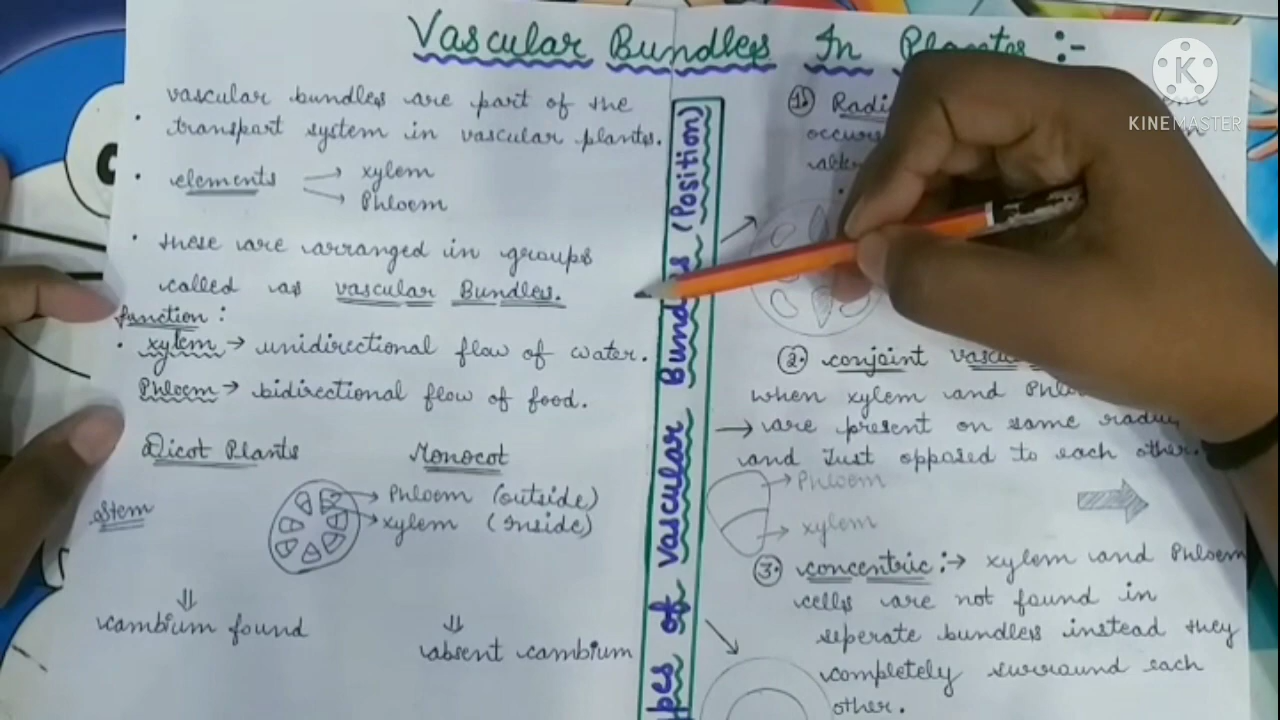 Vascular Bundles In Plants :-
vascular bundles are part of the
transpart system in vascular plants.
elements → xylem
→ Phloem
these are arranged in groups
called as vascular Bundles.
function :
xylem → unidirectional flow of water.
Phloem → bidirectional flow of food.
Dicot Plants Monocot
stem
Phloem (outside)
xylem (Inside)
cambium found
absent cambium
vascular Bundles (Position)
1.
occurs
2. conjoint
when xylem and
→ are present on same
and Just opposed to each other.
Phloem
xylem
3. concentric :→ xylem and Phloem
cells are not found in
seperate bundles instead they
completely surround each
other.
K
KINEMASTER